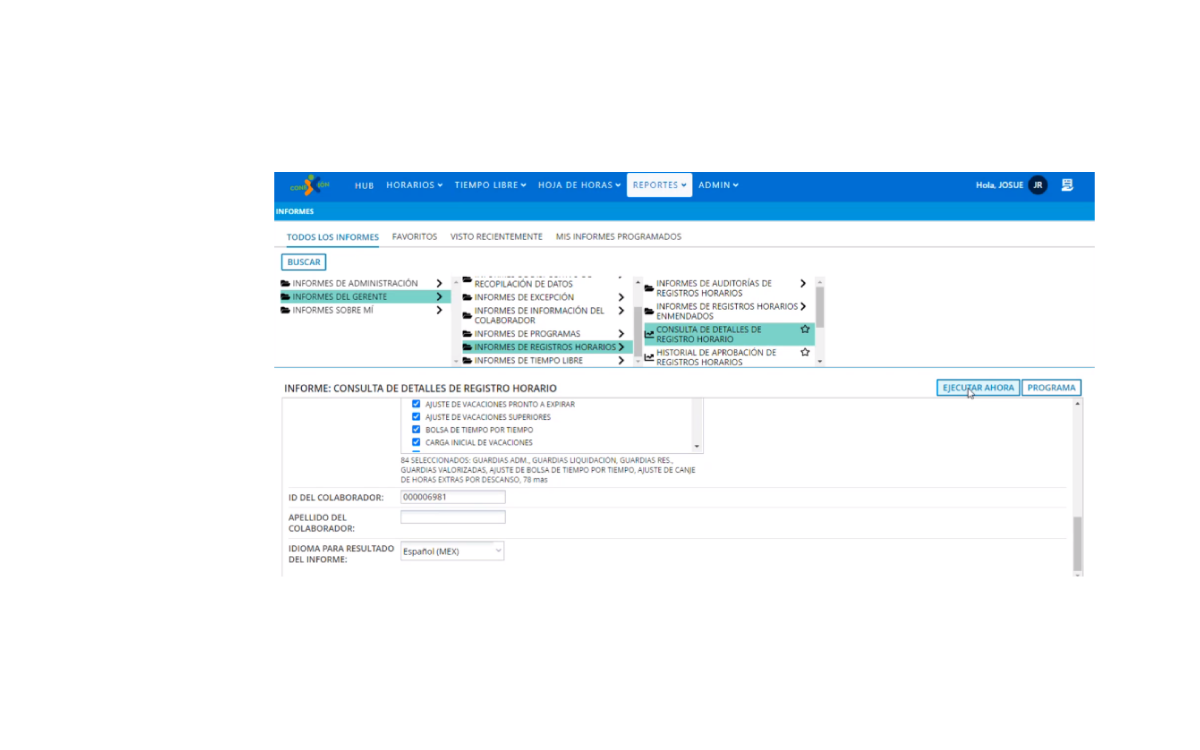 HUB HORARIOS TIEMPO LIBRE HOJA DE HORAS REPORTES ADMIN Hola, JOSUE JR
INFORMES
TODOS LOS INFORMES FAVORITOS VISTO RECIENTEMENTE MIS INFORMES PROGRAMADOS
BUSCAR
INFORMES DE ADMINISTRACIÓN
INFORMES DEL GERENTE
INFORMES SOBRE MÍ
RECOPILACIÓN DE DATOS
INFORMES DE EXCEPCIÓN
INFORMES DE INFORMACIÓN DEL
COLABORADOR
INFORMES DE PROGRAMAS
INFORMES DE REGISTROS HORARIOS
INFORMES DE TIEMPO LIBRE
INFORMES DE AUDITORÍAS DE
REGISTROS HORARIOS
INFORMES DE REGISTROS HORARIOS
ENMENDADOS
CONSULTA DE DETALLES DE
REGISTRO HORARIO
HISTORIAL DE APROBACIÓN DE
REGISTROS HORARIOS
INFORME: CONSULTA DE DETALLES DE REGISTRO HORARIO
EJECUTAR AHORA PROGRAMA
AJUSTE DE VACACIONES PRONTO A EXPIRAR
AJUSTE DE VACACIONES SUPERIORES
BOLSA DE TIEMPO POR TIEMPO
CARGA INICIAL DE VACACIONES
84 SELECCIONADOS: GUARDIAS ADM., GUARDIAS LIQUIDACIÓN, GUARDIAS RES.,
GUARDIAS VALORIZADAS, AJUSTE DE BOLSA DE TIEMPO POR TIEMPO, AJUSTE DE CANJE
DE HORAS EXTRAS POR DESCANSO, 78 mas
ID DEL COLABORADOR: 000006981
APELLIDO DEL
COLABORADOR:
IDIOMA PARA RESULTADO
DEL INFORME:
Español (MEX)